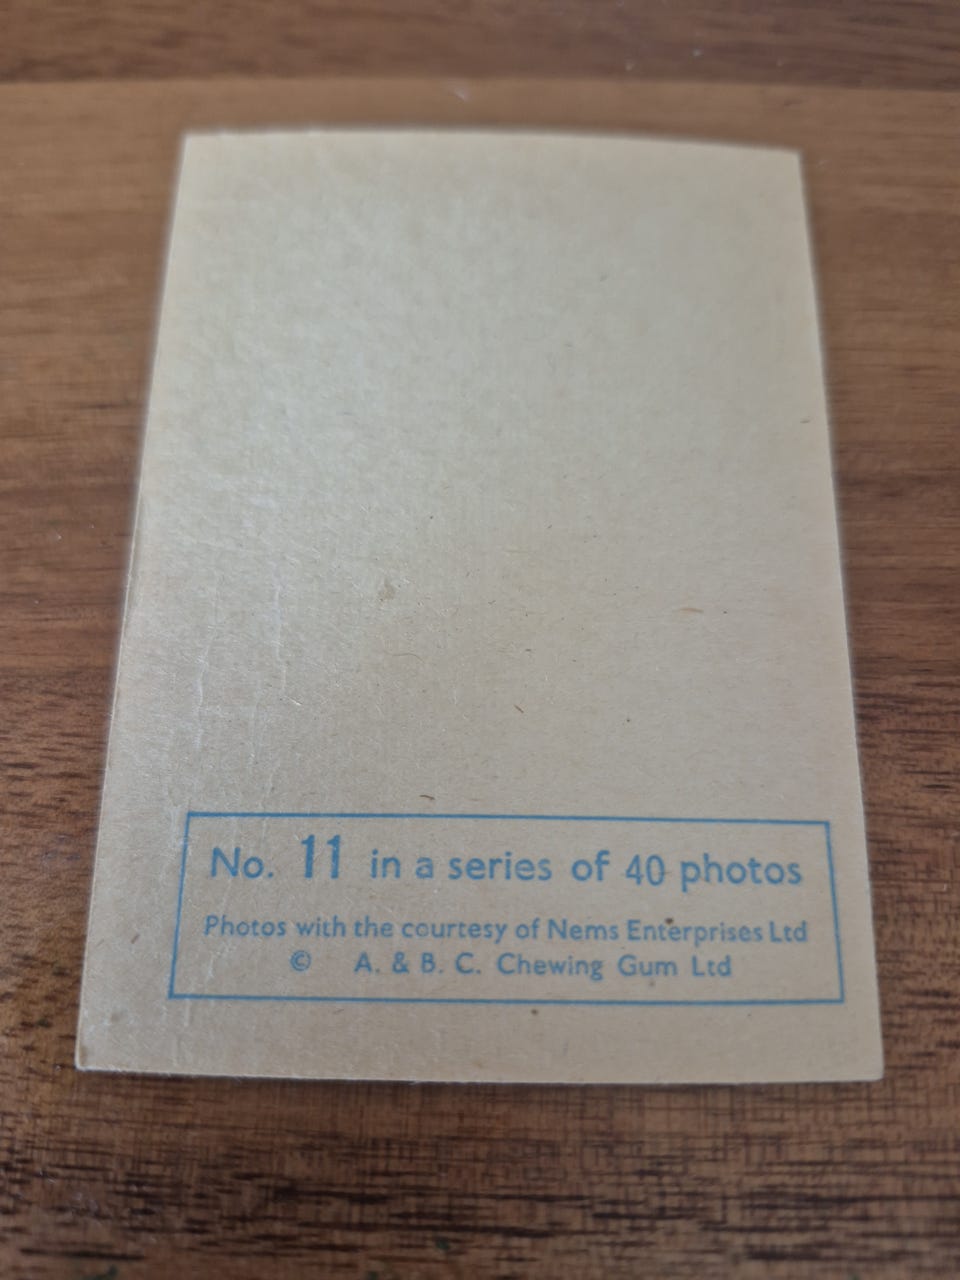 No. 11 in a series of 40 photos
Photos with the courtesy of Nems Enterprises Ltd
© A. & B. C. Chewing Gum Ltd